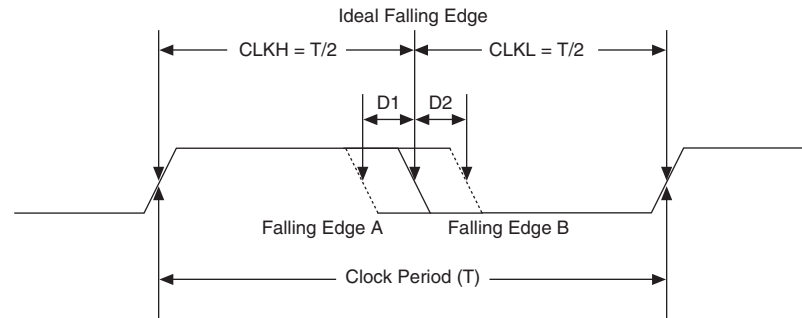 Ideal Falling Edge
CLKH = T/2
CLKL = T/2
D1
D2
Falling Edge A
Falling Edge B
Clock Period (T)